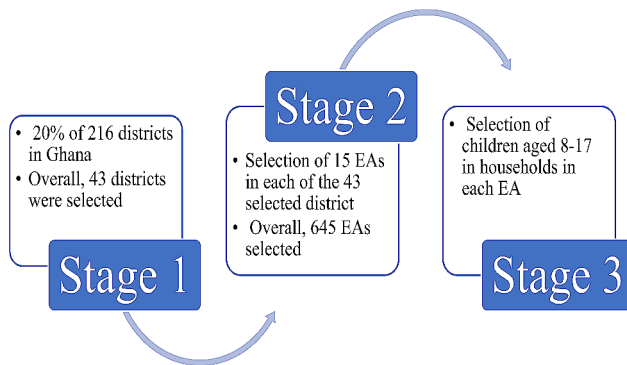 • 20% of 216 districts
in Ghana
• Overall, 43 districts
were selected
Stage 1
Stage 2
• Selection of 15 EAs
in each of the 43
selected district
• Overall, 645 EAs
selected
• Selection of
children aged 8-17
in households in
each EA
Stage 3